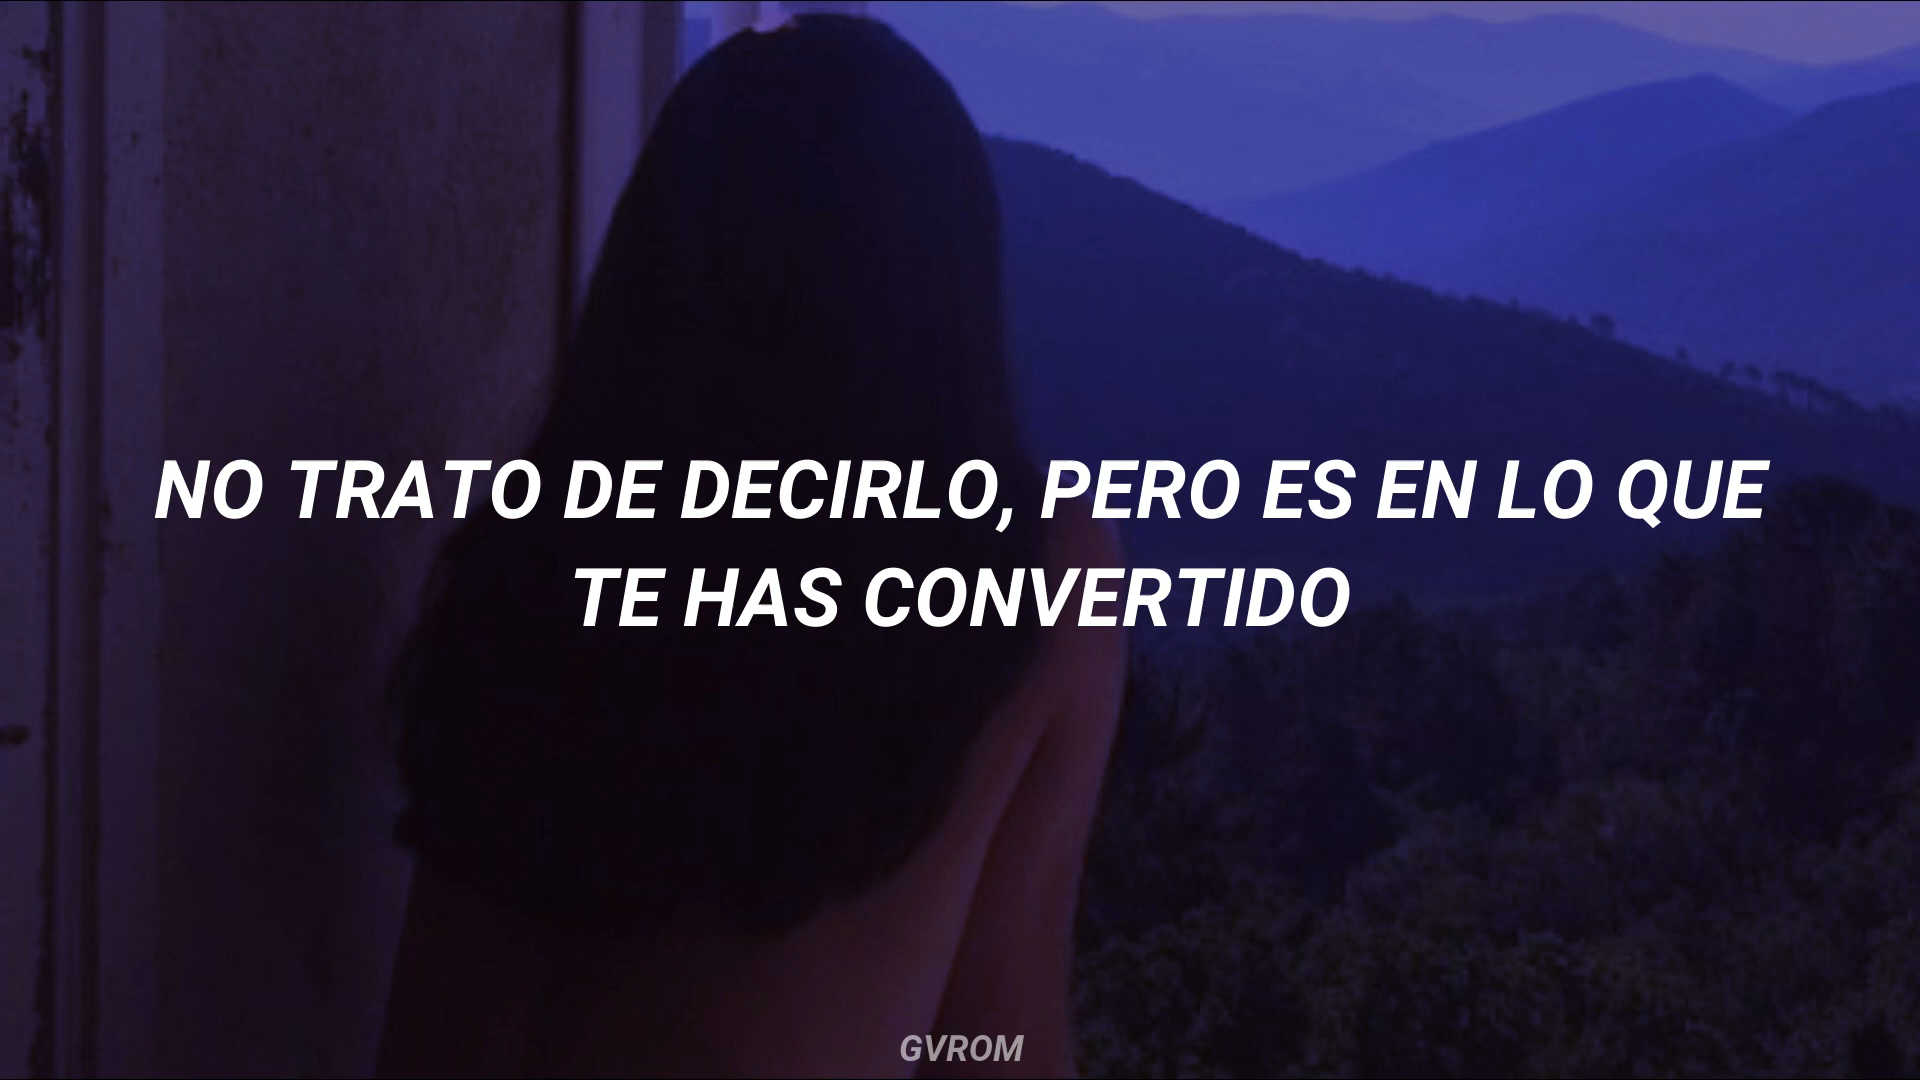 NO TRATO DE DECIRLO, PERO ES EN LO QUE
TE HAS CONVERTIDO
GVROM